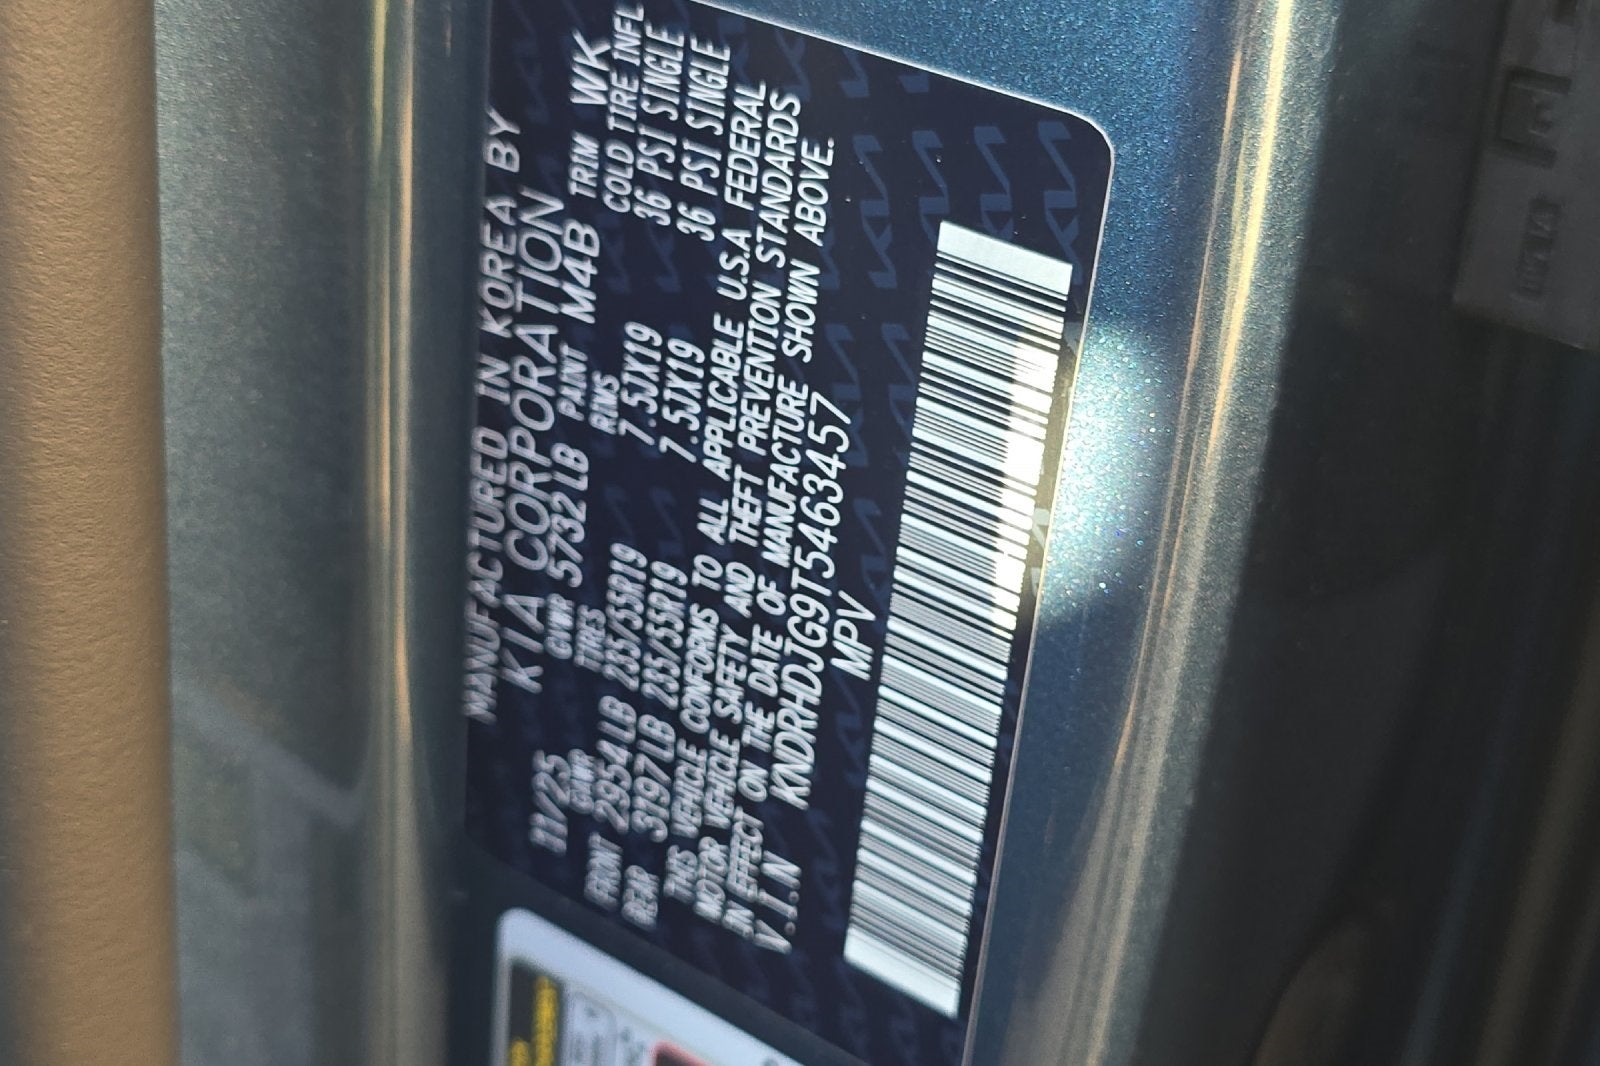 MANUFACTURED IN KOREA BY
KIA CORPORATION
11/25 GVWR 5732LB PAINT M4B TRIM WK
GAWR TIRES RIMS COLD TIRE INFL
FRONT 2954LB 235/55R19 7.5JX19 36 PSI SINGLE
REAR 3197LB 235/55R19 7.5JX19 36 PSI SINGLE
THIS VEHICLE CONFORMS TO ALL APPLICABLE U.S.A. FEDERAL
MOTOR VEHICLE SAFETY AND THEFT PREVENTION STANDARDS
IN EFFECT ON THE DATE OF MANUFACTURE SHOWN ABOVE.
V.I.N KNDRHDJG9T5463457
MPV